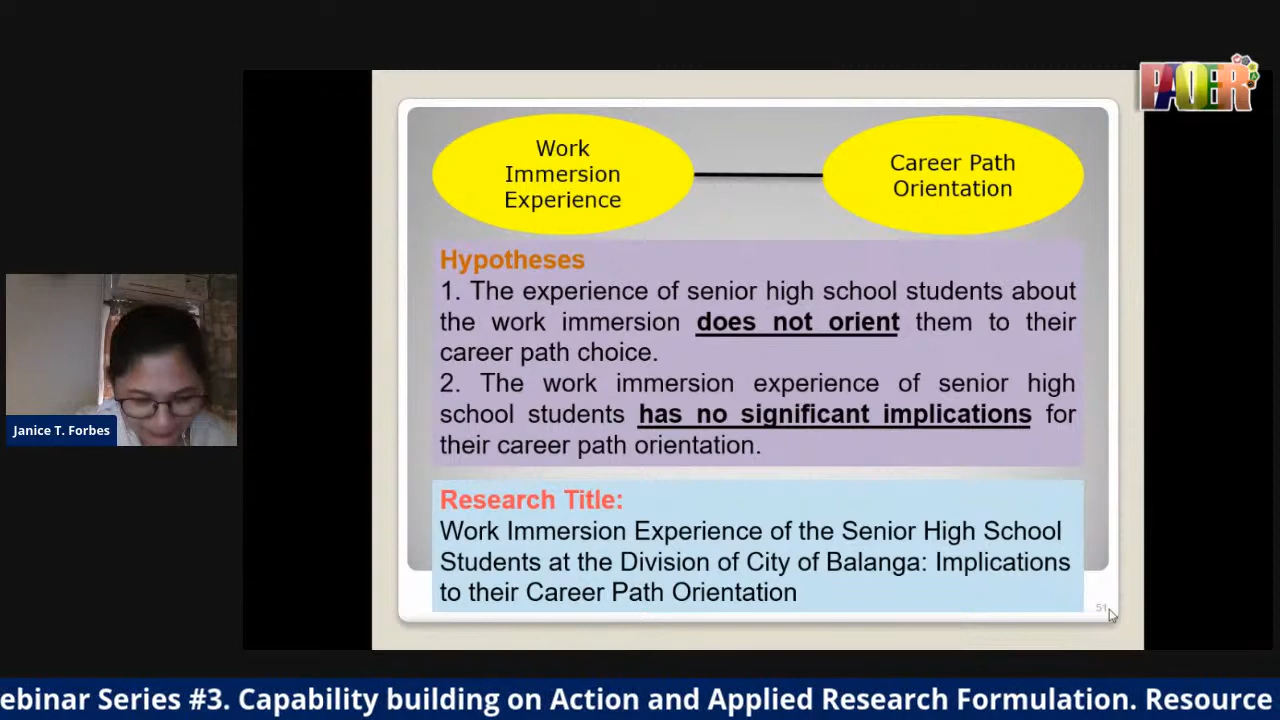 PAOER
Work
Immersion
Experience
Career Path
Orientation
Hypotheses
1. The experience of senior high school students about
the work immersion does not orient them to their
career path choice.
2. The work immersion experience of senior high
school students has no significant implications for
their career path orientation.
Research Title:
Work Immersion Experience of the Senior High School
Students at the Division of City of Balanga: Implications
to their Career Path Orientation
51
Janice T. Forbes
ebinar Series #3. Capability building on Action and Applied Research Formulation. Resource